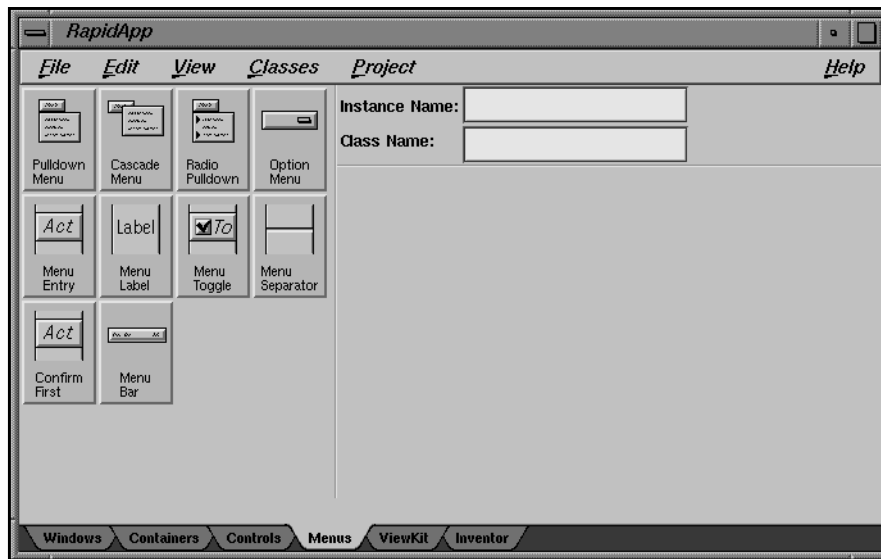 RapidApp
File Edit View Classes Project Help
Pulldown Menu
Cascade Menu
Radio Pulldown
Option Menu
Instance Name:
Class Name:
Act
Menu Entry
Label
Menu Label
To
Menu Toggle
Menu Separator
Act
Confirm First
Menu Bar
Windows Containers Controls Menus ViewKit Inventor